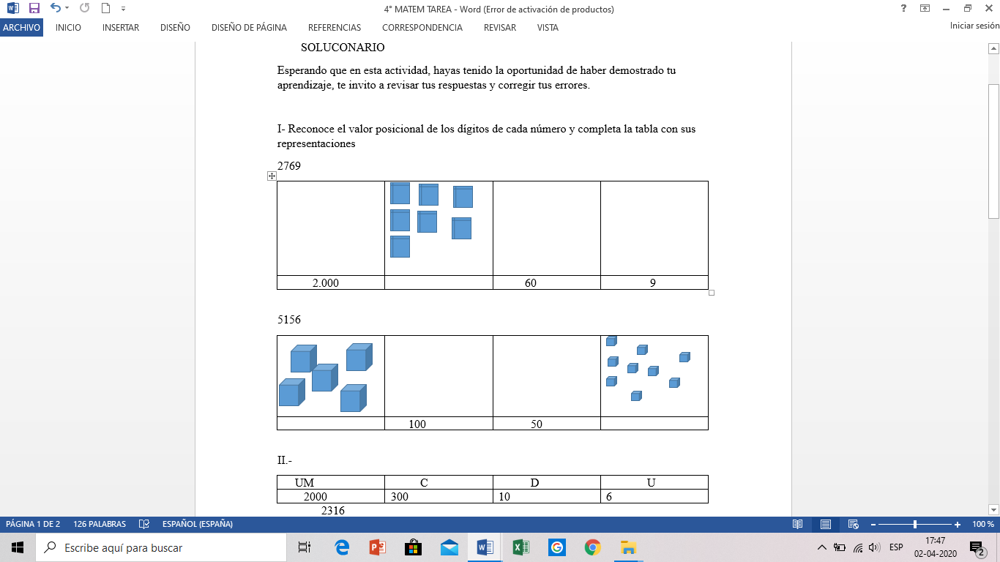 4° MATEM TAREA - Word (Error de activación de productos)
ARCHIVO INICIO INSERTAR DISEÑO DISEÑO DE PÁGINA REFERENCIAS CORRESPONDENCIA REVISAR VISTA Iniciar sesión
SOLUCONARIO
Esperando que en esta actividad, hayas tenido la oportunidad de haber demostrado tu
aprendizaje, te invito a revisar tus respuestas y corregir tus errores.
I- Reconoce el valor posicional de los dígitos de cada número y completa la tabla con sus
representaciones
2769
2.000 60 9
5156
100 50
II.-
UM C D U
2000 300 10 6
2316
PÁGINA 1 DE 2 126 PALABRAS ESPAÑOL (ESPAÑA) 100 %
Escribe aquí para buscar
ESP
17:47
02-04-2020
2